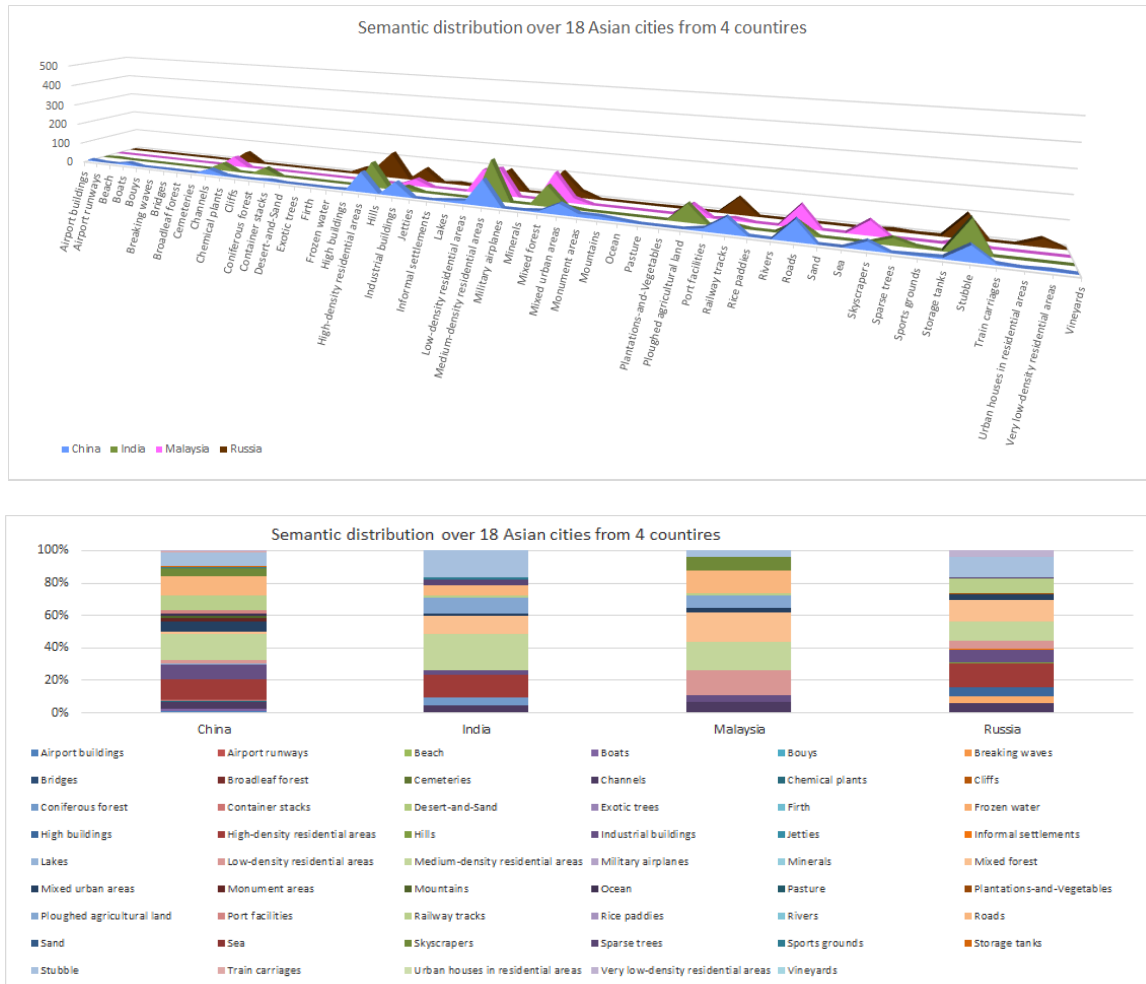 Semantic distribution over 18 Asian cities from 4 countires
500
400
300
200
100
0
Airport buildings
Airport runways
Beach
Boats
Bouys
Breaking waves
Bridges
Broadleaf forest
Cemeteries
Channels
Chemical plants
Cliffs
Coniferous forest
Container stacks
Desert-and-Sand
Exotic trees
Firth
Frozen water
High buildings
High-density residential areas
Hills
Industrial buildings
Jetties
Informal settlements
Lakes
Low-density residential areas
Medium-density residential areas
Military airplanes
Minerals
Mixed forest
Mixed urban areas
Monument areas
Mountains
Ocean
Pasture
Plantations-and-Vegetables
Ploughed agricultural land
Port facilities
Railway tracks
Rice paddies
Rivers
Roads
Sand
Sea
Skyscrapers
Sparse trees
Sports grounds
Storage tanks
Stubble
Train carriages
Urban houses in residential areas
Very low-density residential areas
Vineyards
China India Malaysia Russia
Semantic distribution over 18 Asian cities from 4 countires
100%
80%
60%
40%
20%
0%
China India Malaysia Russia
Airport buildings Airport runways Beach Boats Bouys Breaking waves
Bridges Broadleaf forest Cemeteries Channels Chemical plants Cliffs
Coniferous forest Container stacks Desert-and-Sand Exotic trees Firth Frozen water
High buildings High-density residential areas Hills Industrial buildings Jetties Informal settlements
Lakes Low-density residential areas Medium-density residential areas Military airplanes Minerals Mixed forest
Mixed urban areas Monument areas Mountains Ocean Pasture Plantations-and-Vegetables
Ploughed agricultural land Port facilities Railway tracks Rice paddies Rivers Roads
Sand Sea Skyscrapers Sparse trees Sports grounds Storage tanks
Stubble Train carriages Urban houses in residential areas Very low-density residential areas Vineyards